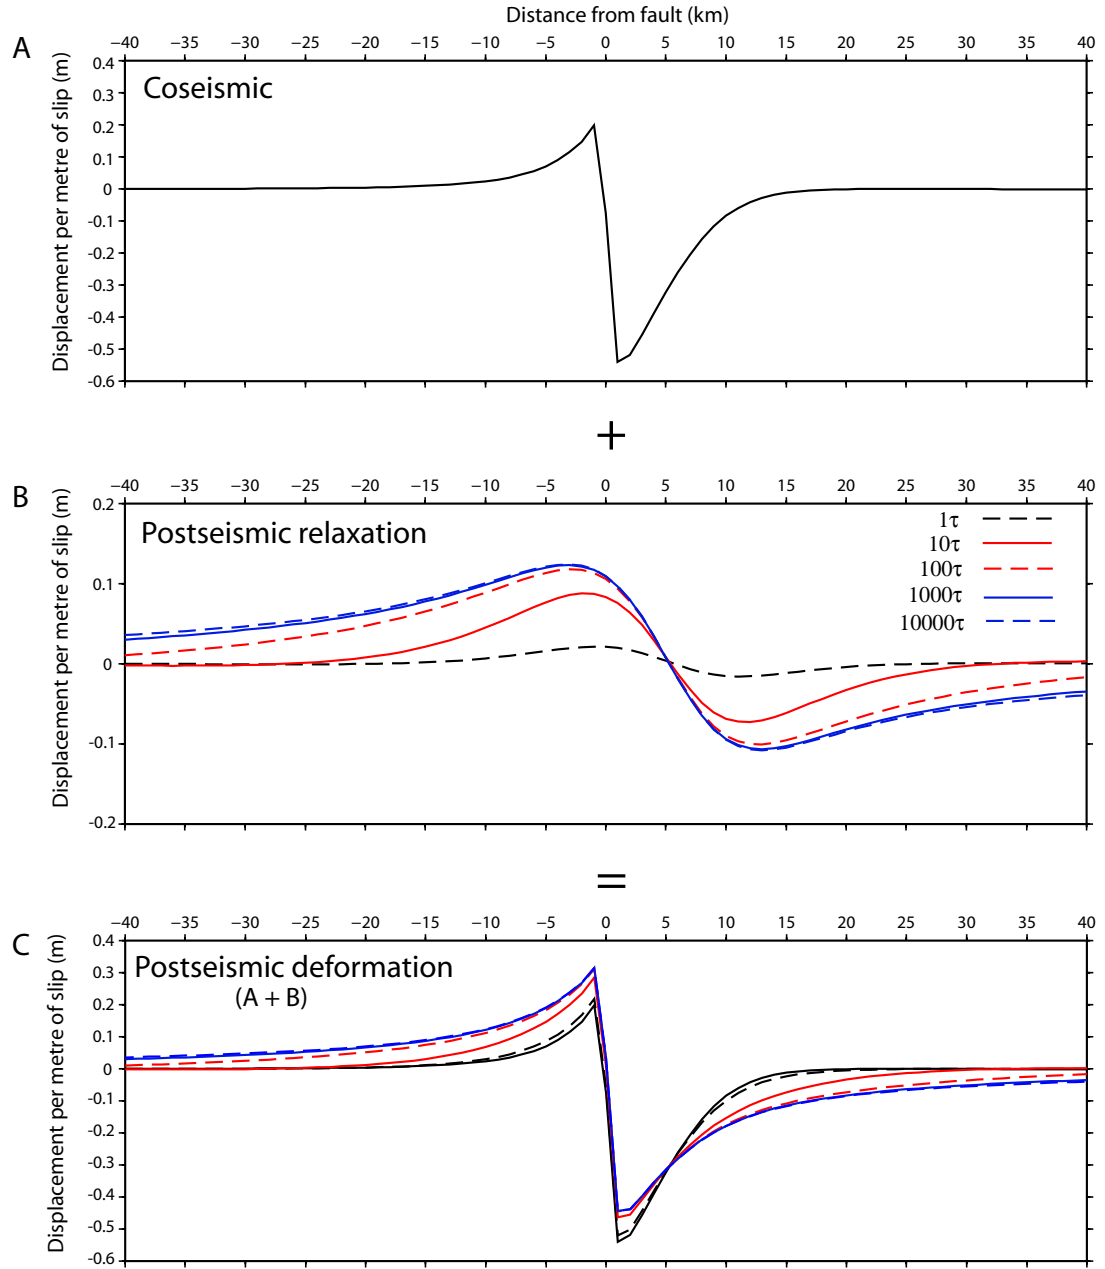 Distance from fault (km)
A
−40 −35 −30 −25 −20 −15 −10 −5 0 5 10 15 20 25 30 35 40
Displacement per metre of slip (m)
0.4
0.3
0.2
0.1
0
-0.1
-0.2
-0.3
-0.4
-0.5
-0.6
Coseismic
+
B
−40 −35 −30 −25 −20 −15 −10 −5 0 5 10 15 20 25 30 35 40
Displacement per metre of slip (m)
0.2
0.1
0
-0.1
-0.2
Postseismic relaxation
1τ
10τ
100τ
1000τ
10000τ
=
C
−40 −35 −30 −25 −20 −15 −10 −5 0 5 10 15 20 25 30 35 40
Displacement per metre of slip (m)
0.4
0.3
0.2
0.1
0
-0.1
-0.2
-0.3
-0.4
-0.5
-0.6
Postseismic deformation
(A + B)